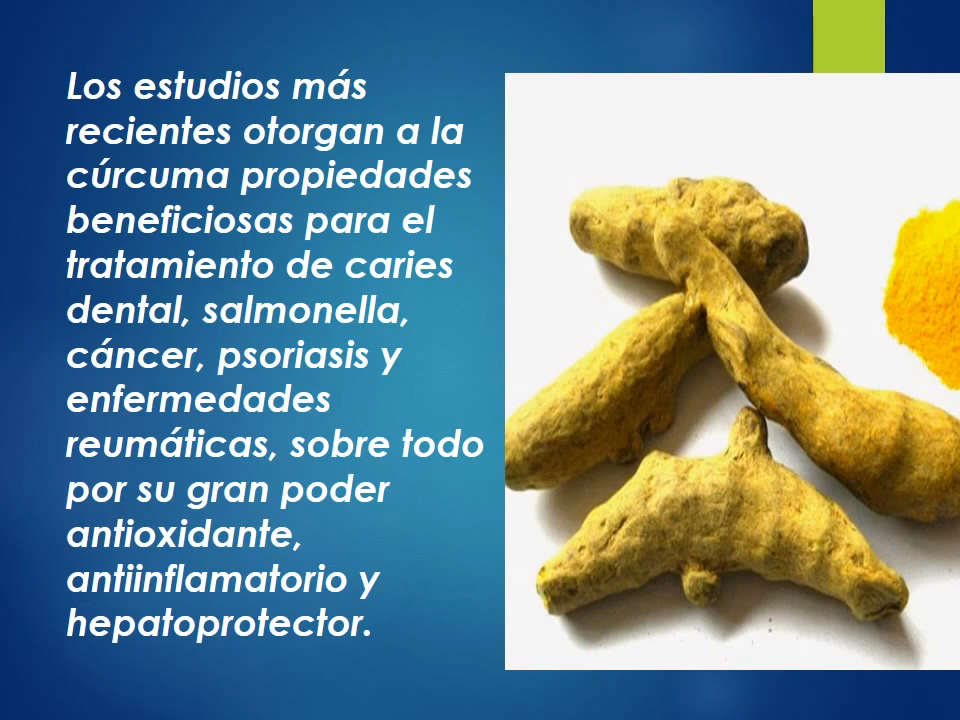 Los estudios más
recientes otorgan a la
cúrcuma propiedades
beneficiosas para el
tratamiento de caries
dental, salmonella,
cáncer, psoriasis y
enfermedades
reumáticas, sobre todo
por su gran poder
antioxidante,
antiinflamatorio y
hepatoprotector.